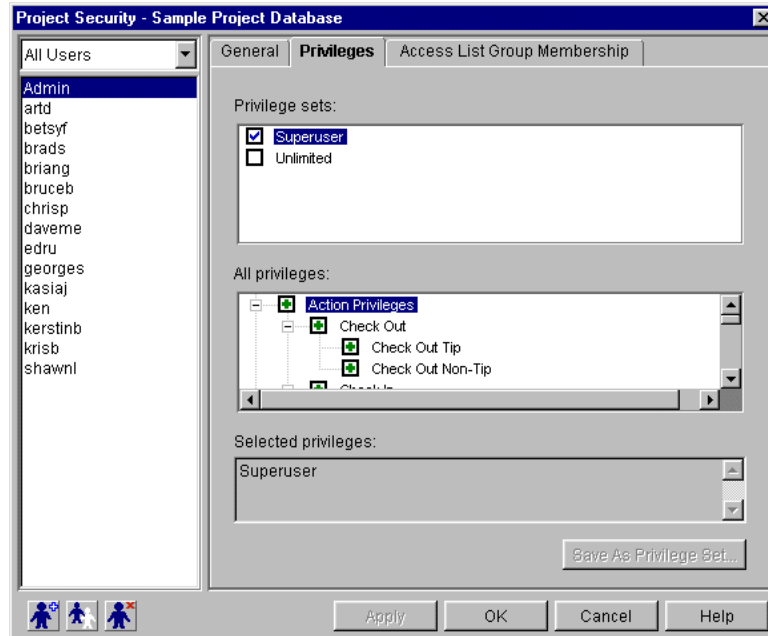 Project Security - Sample Project Database
All Users
Admin
artd
betsyf
brads
briang
bruceb
chrisp
daveme
edru
georges
kasiaj
ken
kerstinb
krisb
shawnl
General
Privileges
Access List Group Membership
Privilege sets:
Superuser
Unlimited
All privileges:
Action Privileges
Check Out
Check Out Tip
Check Out Non-Tip
Check In
Selected privileges:
Superuser
Save As Privilege Set...
Apply
OK
Cancel
Help